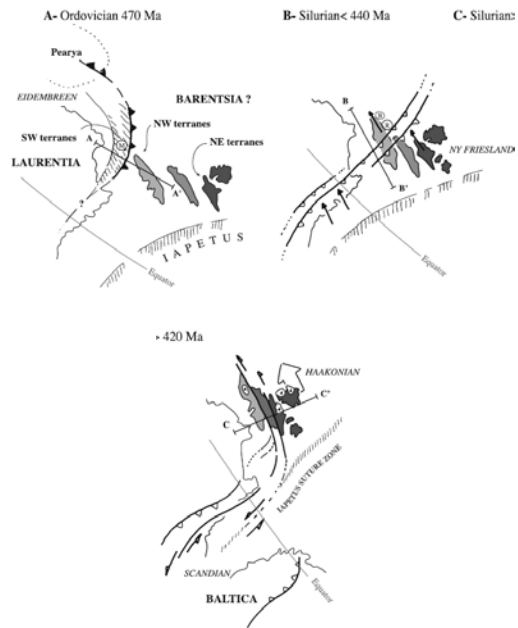 A- Ordovician 470 Ma
B- Silurian< 440 Ma
C- Silurian>
Pearya
EIDEMBREEN
BARENTSIA ?
NW terranes
SW terranes
A
NE terranes
LAURENTIA
A'
?
IAPETUS
Equator
B
NY FRIESLAND
B'
Equator
> 420 Ma
HAAKONIAN
C'
C
IAPETUS SUTURE ZONE
SCANDIAN
Equator
BALTICA